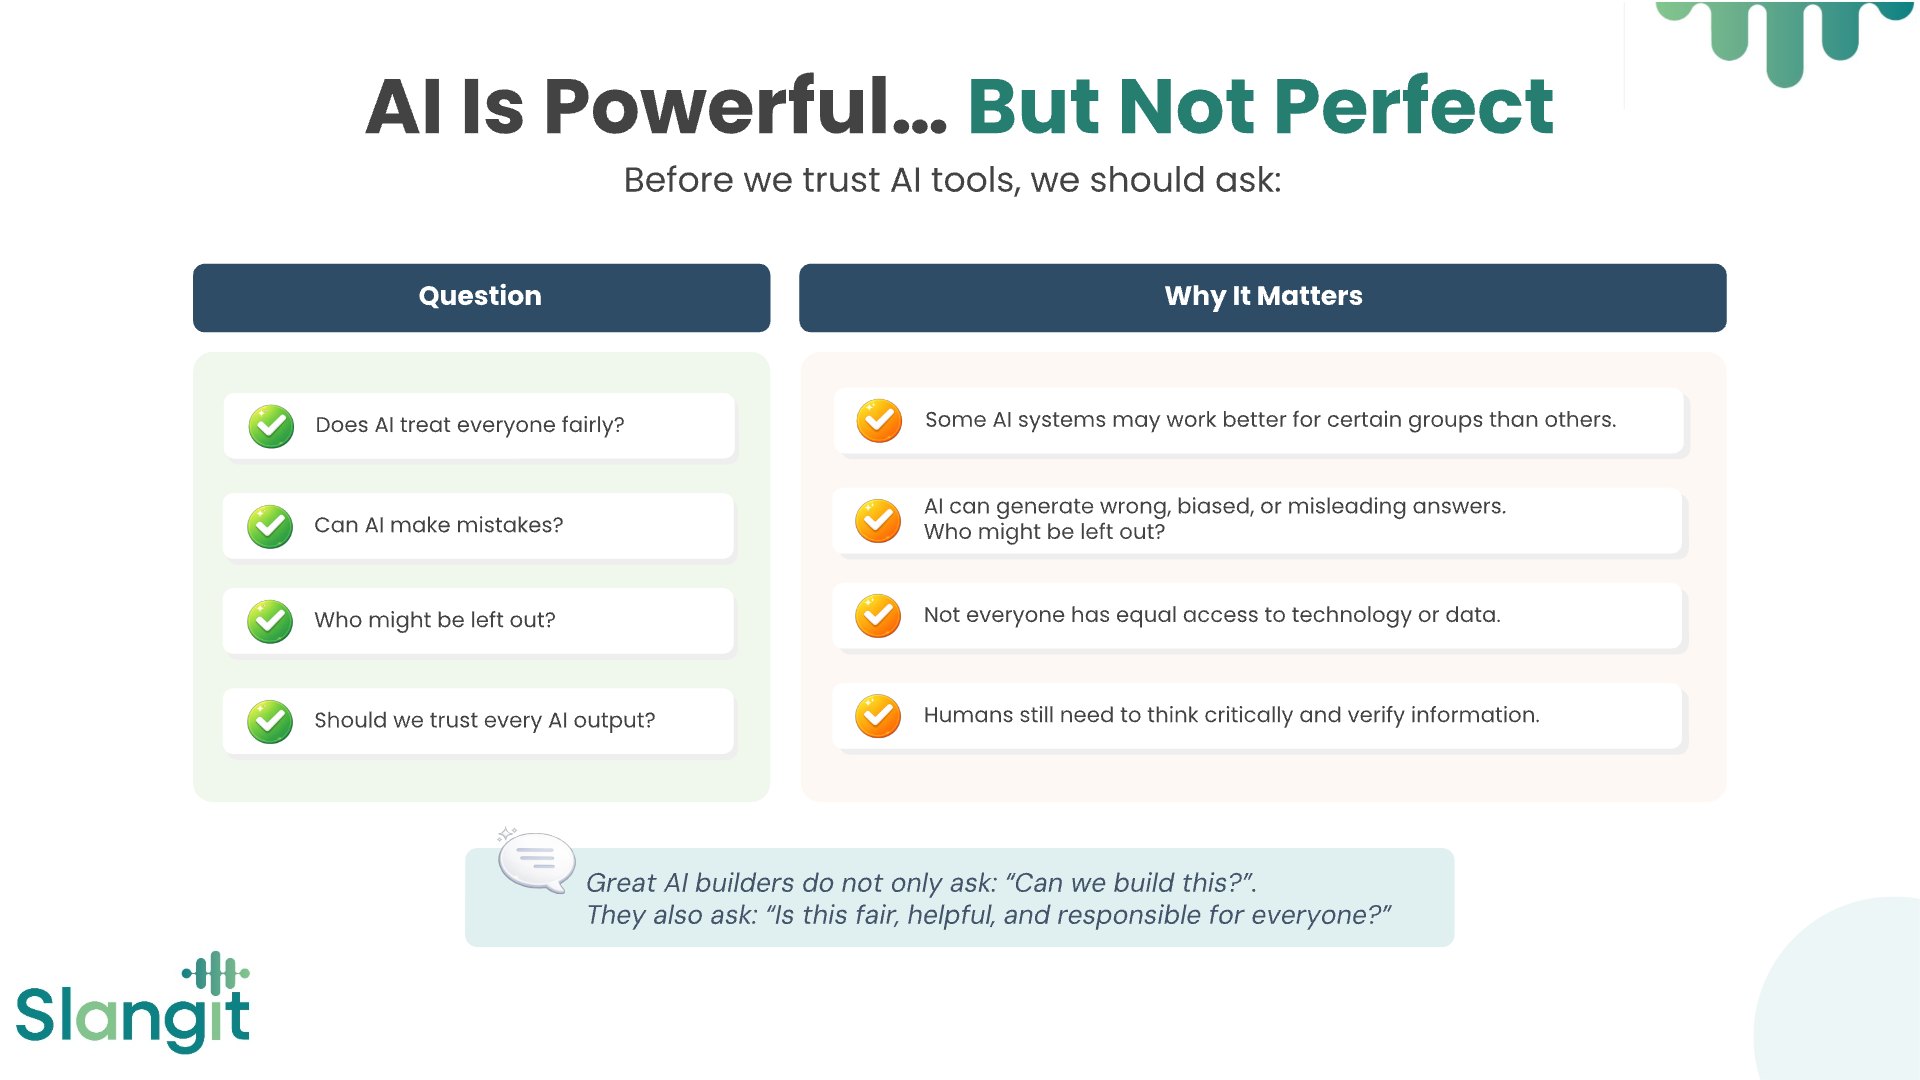 AI Is Powerful... But Not Perfect
Before we trust AI tools, we should ask:
Question
Why It Matters
Does AI treat everyone fairly?
Some AI systems may work better for certain groups than others.
Can AI make mistakes?
AI can generate wrong, biased, or misleading answers.
Who might be left out?
Who might be left out?
Not everyone has equal access to technology or data.
Should we trust every AI output?
Humans still need to think critically and verify information.
Great AI builders do not only ask: “Can we build this?”.
They also ask: “Is this fair, helpful, and responsible for everyone?”
Slangit